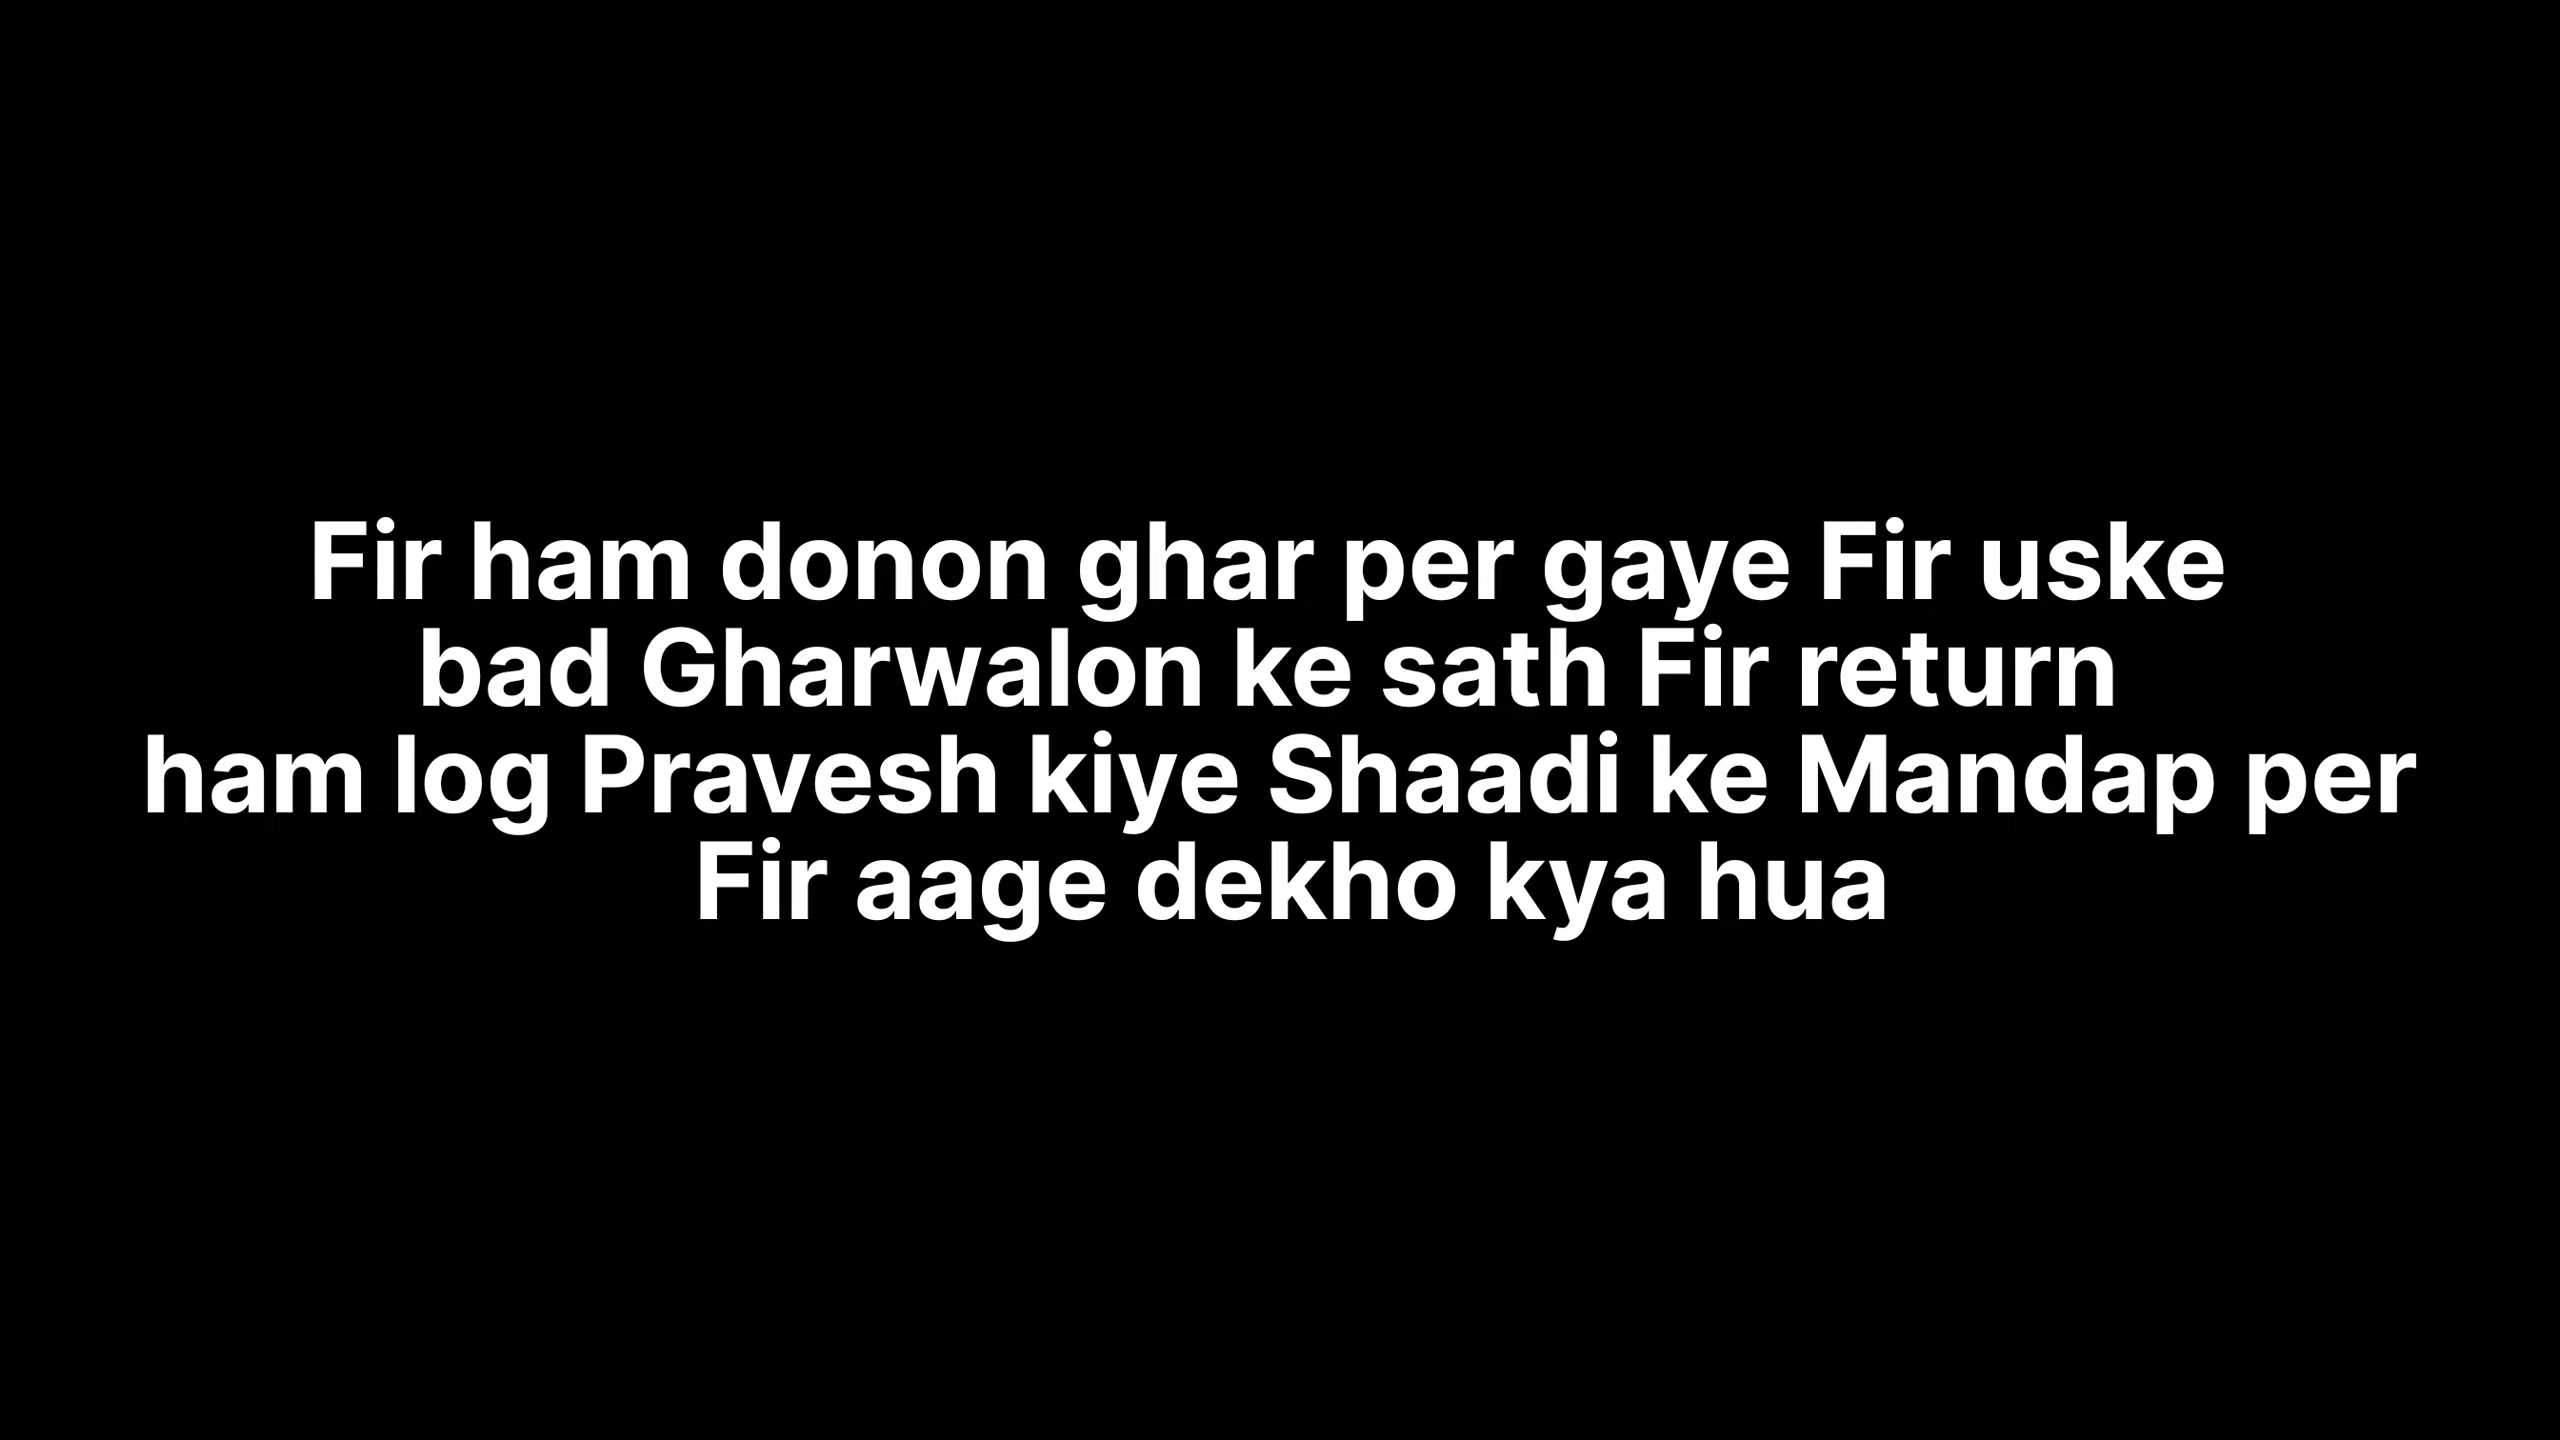 Fir ham donon ghar per gaye Fir uske
bad Gharwalon ke sath Fir return
ham log Pravesh kiye Shaadi ke Mandap per
Fir aage dekho kya hua